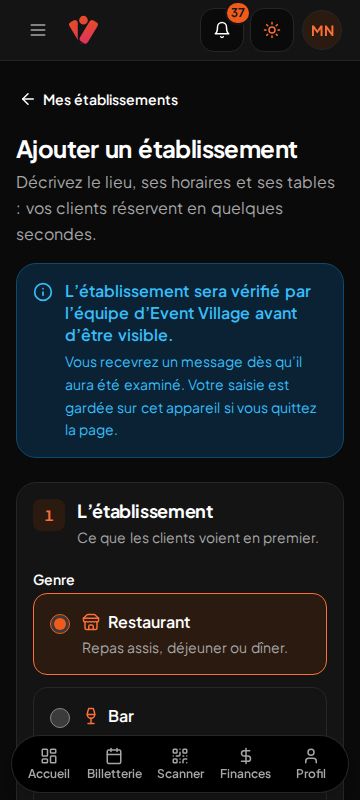 37
MN
Mes établissements
Ajouter un établissement
Décrivez le lieu, ses horaires et ses tables
: vos clients réservent en quelques
secondes.
L’établissement sera vérifié par
l’équipe d’Event Village avant
d’être visible.
Vous recevrez un message dès qu’il
aura été examiné. Votre saisie est
gardée sur cet appareil si vous quittez
la page.
1
L’établissement
Ce que les clients voient en premier.
Genre
Restaurant
Repas assis, déjeuner ou dîner.
Bar
Accueil
Billetterie
Scanner
Finances
Profil